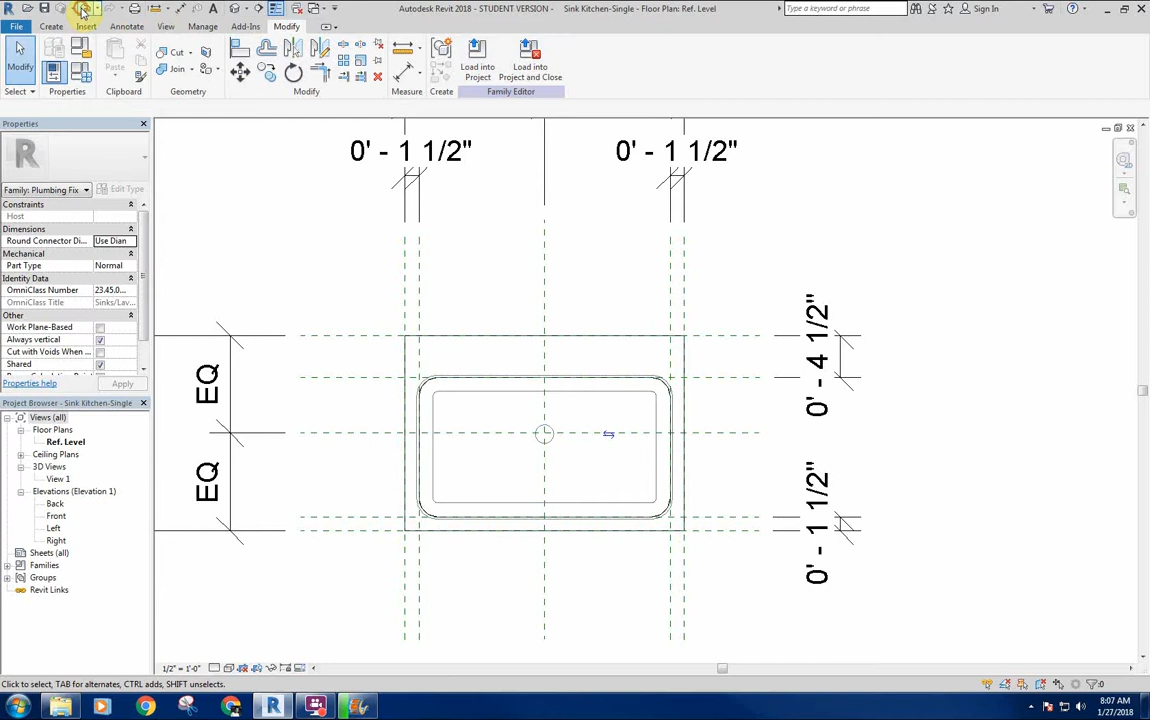 Autodesk Revit 2018 - STUDENT VERSION - Sink Kitchen-Single - Floor Plan: Ref. Level
Type a keyword or phrase
Sign In
File Create Insert Annotate View Manage Add-Ins Modify
Modify
Paste
Cut
Join
Load into
Project
Load into
Project and Close
Select Properties Clipboard Geometry Modify Measure Create Family Editor
Properties
Family: Plumbing Fix
Edit Type
Constraints
Host
Dimensions
Round Connector Di... Use Dian
Mechanical
Part Type Normal
Identity Data
OmniClass Number 23.45.0...
OmniClass Title Sinks/Lav...
Other
Work Plane-Based
Always vertical
Cut with Voids When ...
Shared
Properties help
Apply
Project Browser - Sink Kitchen-Single
Views (all)
Floor Plans
Ref. Level
Ceiling Plans
3D Views
View 1
Elevations (Elevation 1)
Back
Front
Left
Right
Sheets (all)
Families
Groups
Revit Links
0' - 1 1/2"
0' - 1 1/2"
EQ
EQ
0' - 4 1/2"
0' - 1 1/2"
1/2" = 1'-0"
Click to select, TAB for alternates, CTRL adds, SHIFT unselects.
:0
8:07 AM
1/27/2018